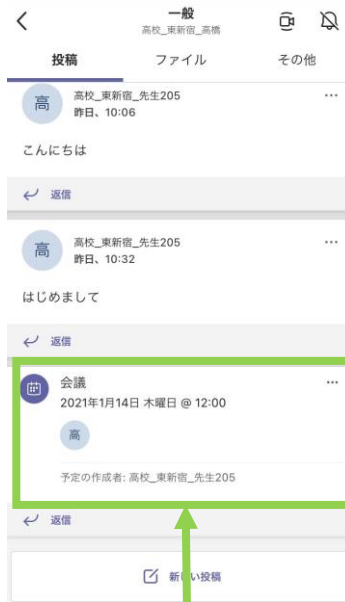 一般
高校_東新宿_高橋
投稿 ファイル その他
高 高校_東新宿_先生205
昨日、10:06
こんにちは
返信
高 高校_東新宿_先生205
昨日、10:32
はじめまして
返信
会議
2021年1月14日 木曜日 @ 12:00
高
予定の作成者: 高校_東新宿_先生205
返信
新しい投稿